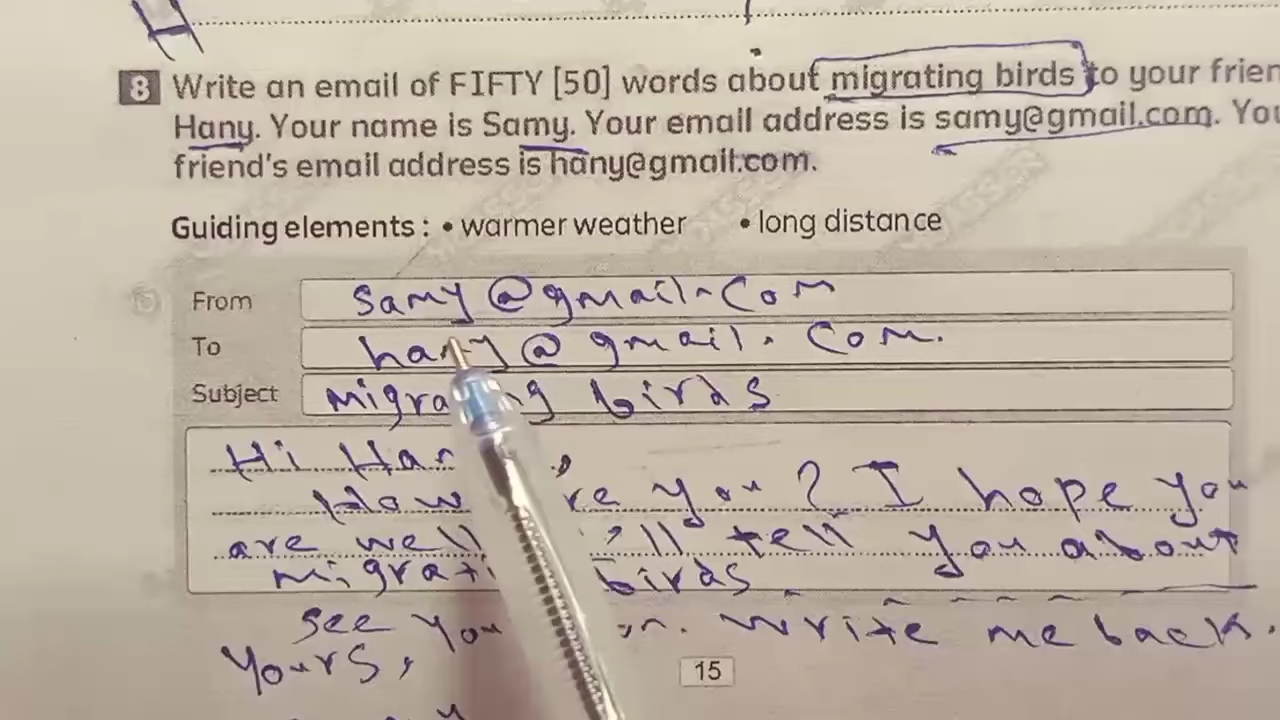 8 Write an email of FIFTY [50] words about migrating birds to your frien
Hany. Your name is Samy. Your email address is samy@gmail.com. You
friend's email address is hany@gmail.com.
Guiding elements : • warmer weather • long distance
From samy@gmail.com
To hany@gmail.com.
Subject migrating birds
Hi Han ,
How re you? I hope you
are well 'll tell you about
migrati birds
see you n. write me back.
Yours,
15